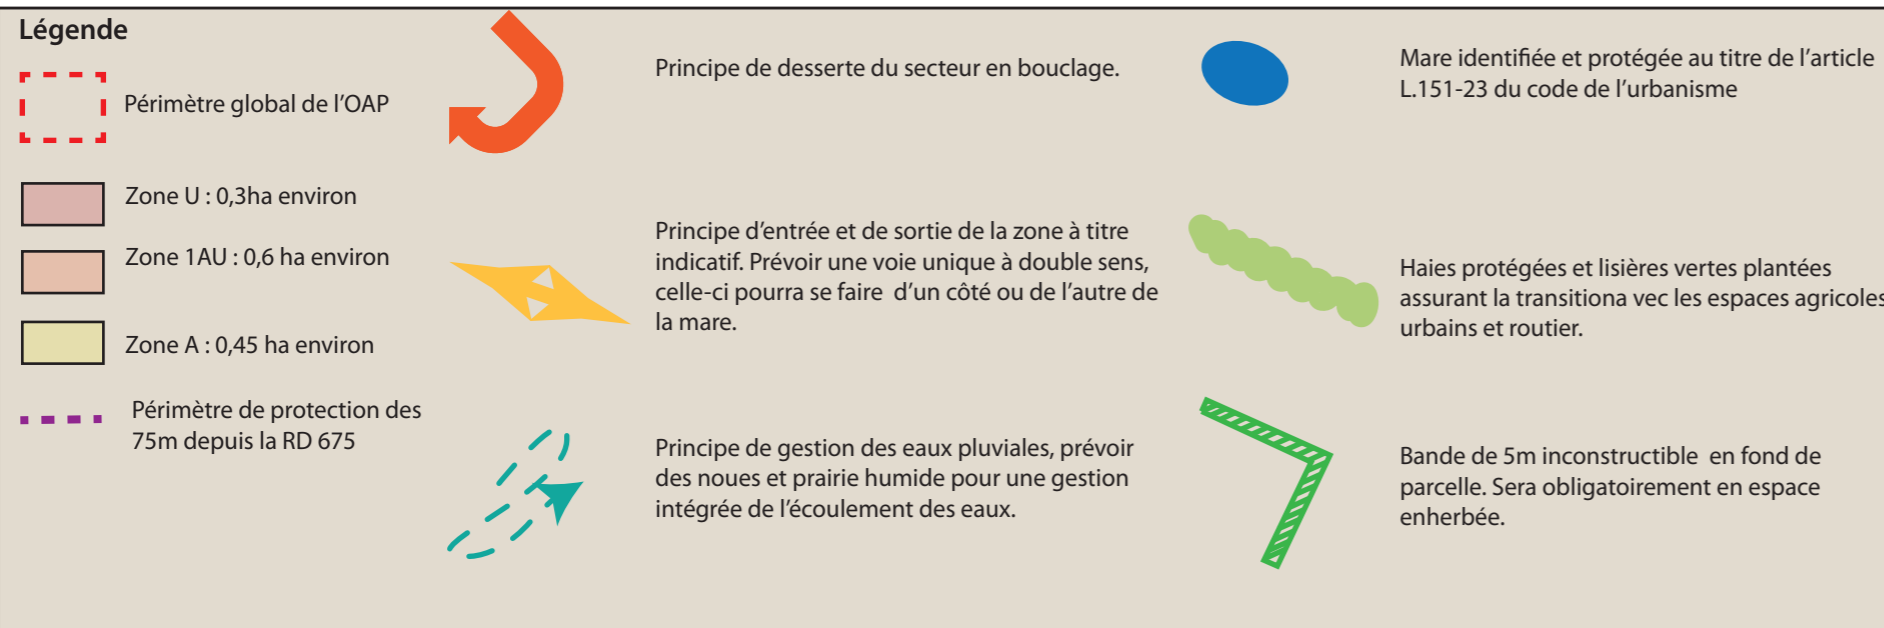 Légende
Périmètre global de l'OAP
Zone U : 0,3ha environ
Zone 1AU : 0,6 ha environ
Zone A : 0,45 ha environ
Périmètre de protection des
75m depuis la RD 675
Principe de desserte du secteur en bouclage.
Principe d'entrée et de sortie de la zone à titre
indicatif. Prévoir une voie unique à double sens,
celle-ci pourra se faire d'un côté ou de l'autre de
la mare.
Principe de gestion des eaux pluviales, prévoir
des noues et prairie humide pour une gestion
intégrée de l'écoulement des eaux.
Mare identifiée et protégée au titre de l'article
L.151-23 du code de l'urbanisme
Haies protégées et lisières vertes plantées
assurant la transitiona vec les espaces agricoles
urbains et routier.
Bande de 5m inconstructible en fond de
parcelle. Sera obligatoirement en espace
enherbée.